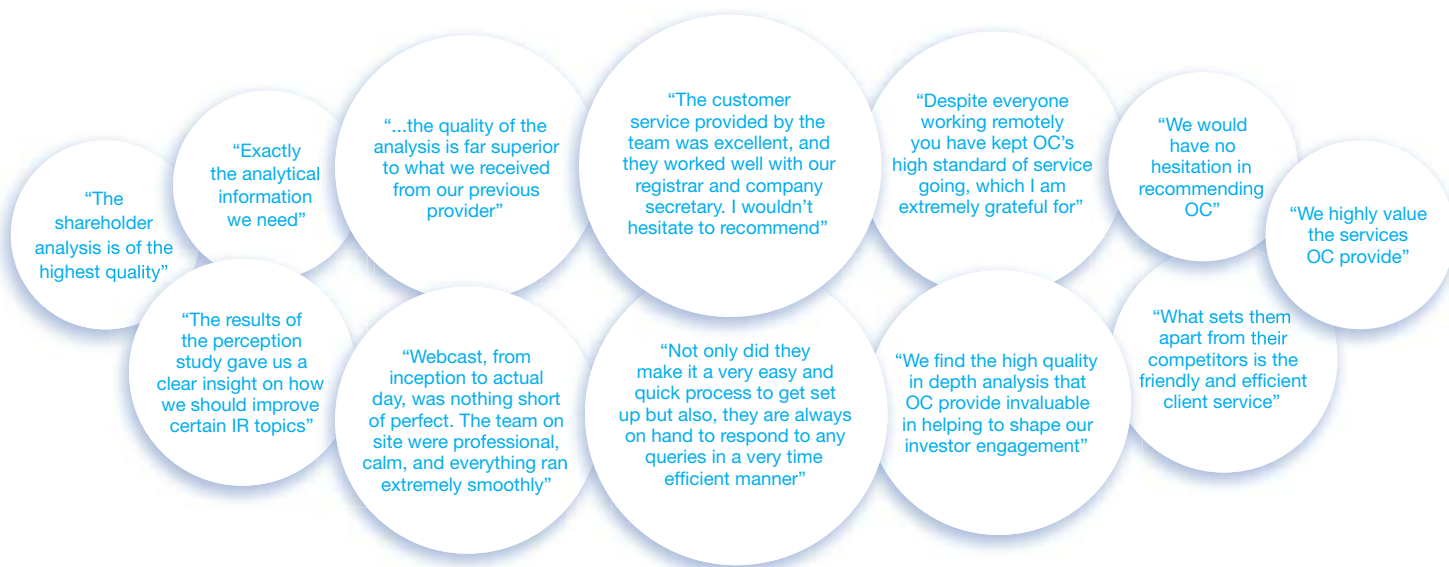 “The
shareholder
analysis is of the
highest quality”
“Exactly
the analytical
information
we need”
“...the quality of the
analysis is far superior
to what we received
from our previous
provider”
“The customer
service provided by the
team was excellent, and
they worked well with our
registrar and company
secretary. I wouldn’t
hesitate to recommend”
“Despite everyone
working remotely
you have kept OC’s
high standard of service
going, which I am
extremely grateful for”
“We would
have no
hesitation in
recommending
OC”
“We highly value
the services
OC provide”
“The results of
the perception
study gave us a
clear insight on how
we should improve
certain IR topics”
“Webcast, from
inception to actual
day, was nothing short
of perfect. The team on
site were professional,
calm, and everything ran
extremely smoothly”
“Not only did they
make it a very easy and
quick process to get set
up but also, they are always
on hand to respond to any
queries in a very time
efficient manner”
“We find the high quality
in depth analysis that
OC provide invaluable
in helping to shape our
investor engagement”
“What sets them
apart from their
competitors is the
friendly and efficient
client service”